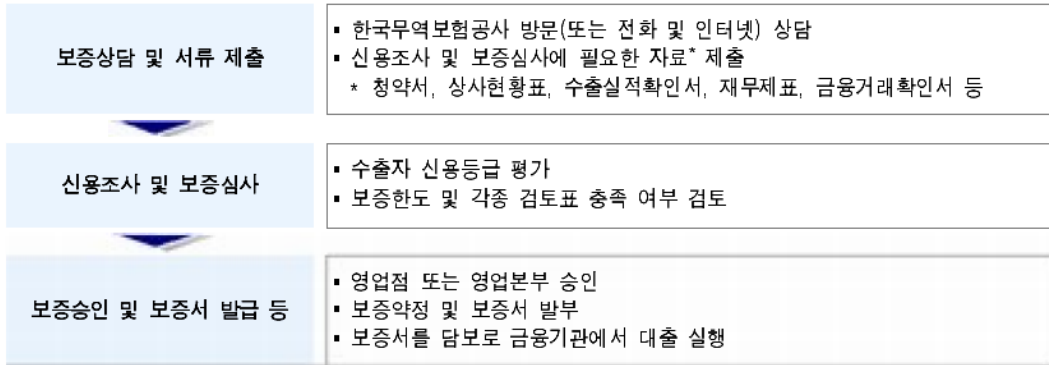 보증상담 및 서류 제출
▪ 한국무역보험공사 방문(또는 전화 및 인터넷) 상담
▪ 신용조사 및 보증심사에 필요한 자료* 제출
* 청약서, 상사현황표, 수출실적확인서, 재무제표, 금융거래확인서 등
신용조사 및 보증심사
▪ 수출자 신용등급 평가
▪ 보증한도 및 각종 검토표 충족 여부 검토
보증승인 및 보증서 발급 등
▪ 영업점 또는 영업본부 승인
▪ 보증약정 및 보증서 발부
▪ 보증서를 담보로 금융기관에서 대출 실행